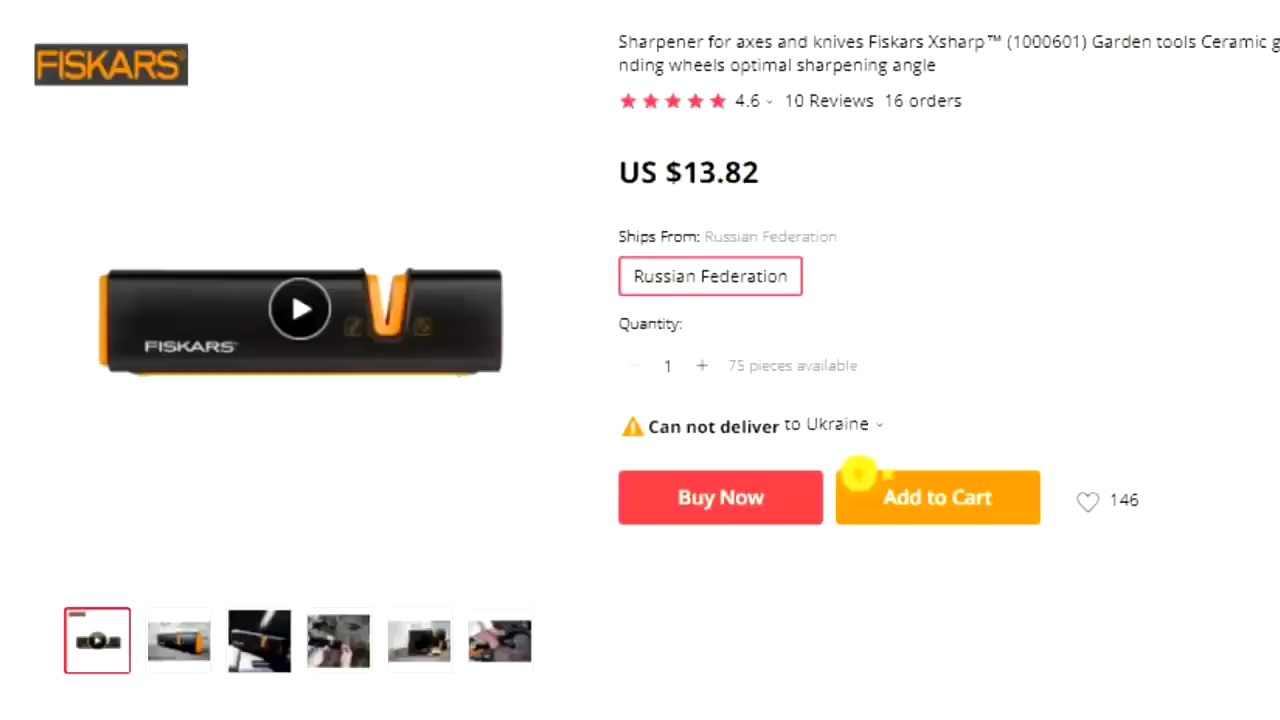 FISKARS
Sharpener for axes and knives Fiskars Xsharp™ (1000601) Garden tools Ceramic g
nding wheels optimal sharpening angle
4.6 10 Reviews 16 orders
US $13.82
Ships From: Russian Federation
Russian Federation
FISKARS
Quantity:
- 1 + 75 pieces available
Can not deliver to Ukraine
Buy Now
Add to Cart
146